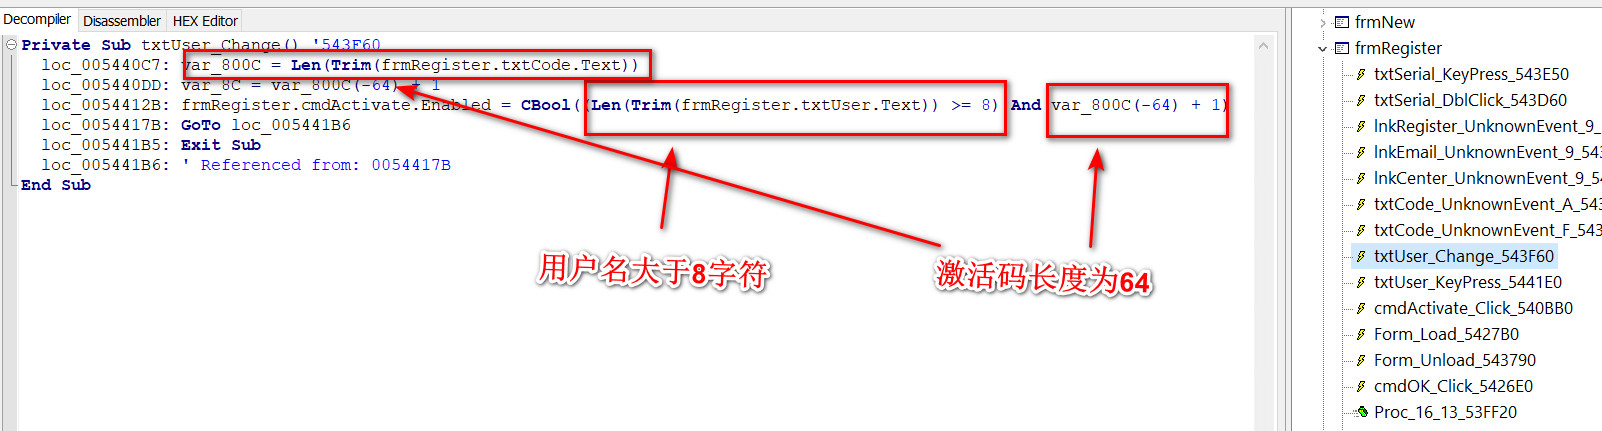 Decompiler Disassembler HEX Editor
Private Sub txtUser_Change() '543F60
loc_005440C7: var_800C = Len(Trim(frmRegister.txtCode.Text))
loc_005440DD: var_8C = var_800C(-64) + 1
loc_0054412B: frmRegister.cmdActivate.Enabled = CBool((Len(Trim(frmRegister.txtUser.Text)) >= 8) And var_800C(-64) + 1)
loc_0054417B: GoTo loc_005441B6
loc_005441B5: Exit Sub
loc_005441B6: ' Referenced from: 0054417B
End Sub
用户名大于8字符
激活码长度为64
frmNew
frmRegister
txtSerial_KeyPress_543E50
txtSerial_DblClick_543D60
lnkRegister_UnknownEvent_9_
lnkEmail_UnknownEvent_9_543
lnkCenter_UnknownEvent_9_54
txtCode_UnknownEvent_A_543
txtCode_UnknownEvent_F_543
txtUser_Change_543F60
txtUser_KeyPress_5441E0
cmdActivate_Click_540BB0
Form_Load_5427B0
Form_Unload_543790
cmdOK_Click_5426E0
Proc_16_13_53FF20